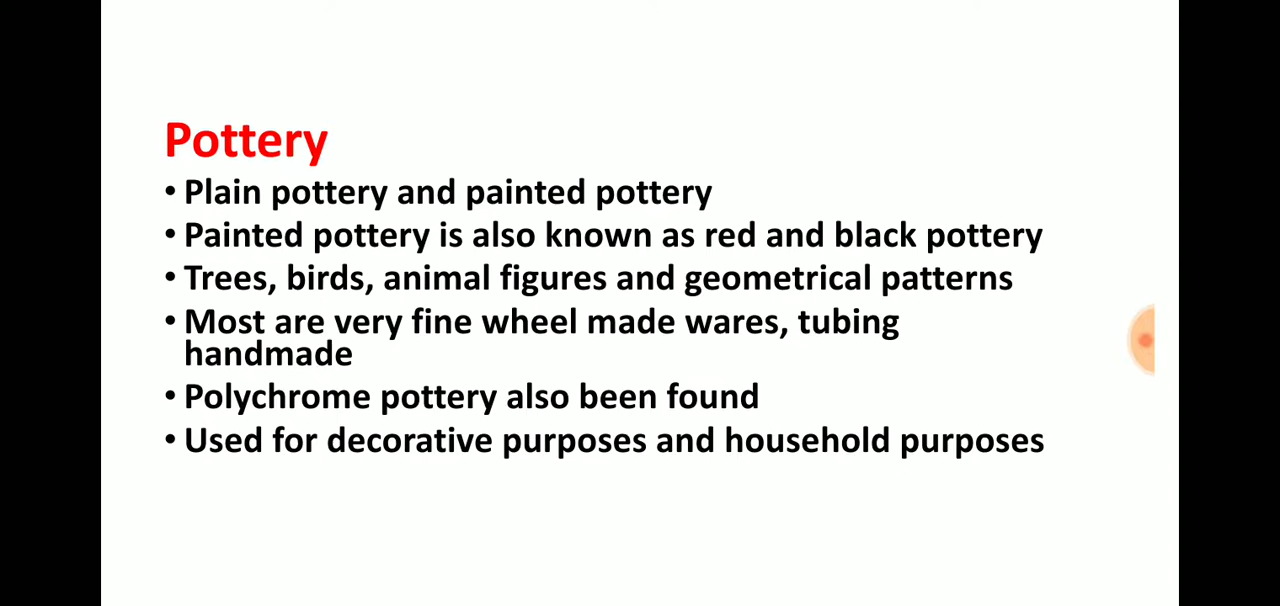 Pottery
• Plain pottery and painted pottery
• Painted pottery is also known as red and black pottery
• Trees, birds, animal figures and geometrical patterns
• Most are very fine wheel made wares, tubing
handmade
• Polychrome pottery also been found
• Used for decorative purposes and household purposes